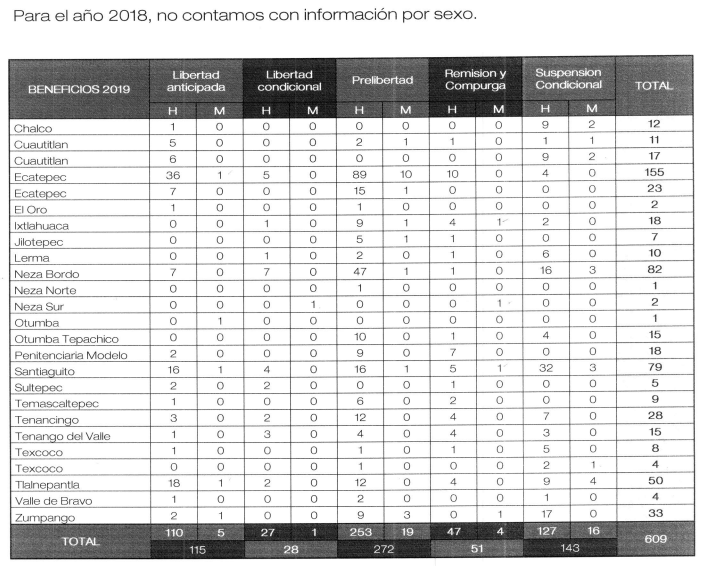 Para el año 2018, no contamos con información por sexo.
BENEFICIOS 2019 Libertad anticipada Libertad condicional Prelibertad Remision y Compurga Suspension Condicional TOTAL
H M H M H M H M H M
Chalco 1 0 0 0 0 0 0 0 9 2 12
Cuautitlan 5 0 0 0 2 1 1 0 1 1 11
Cuautitlan 6 0 0 0 0 0 0 0 9 2 17
Ecatepec 36 1 5 0 89 10 10 0 4 0 155
Ecatepec 7 0 0 0 15 1 0 0 0 0 23
El Oro 1 0 0 0 1 0 0 0 0 0 2
Ixtlahuaca 0 0 1 0 9 1 4 1 2 0 18
Jilotepec 0 0 0 0 5 1 1 0 0 0 7
Lerma 0 0 1 0 2 0 1 0 6 0 10
Neza Bordo 7 0 7 0 47 1 1 0 16 3 82
Neza Norte 0 0 0 0 1 0 0 0 0 0 1
Neza Sur 0 0 0 1 0 0 0 1 0 0 2
Otumba 0 1 0 0 0 0 0 0 0 0 1
Otumba Tepachico 0 0 0 0 10 0 1 0 4 0 15
Penitenciaria Modelo 2 0 0 0 9 0 7 0 0 0 18
Santiaguito 16 1 4 0 16 1 5 1 32 3 79
Sultepec 2 0 2 0 0 0 1 0 0 0 5
Temascaltepec 1 0 0 0 6 0 2 0 0 0 9
Tenancingo 3 0 2 0 12 0 4 0 7 0 28
Tenango del Valle 1 0 3 0 4 0 4 0 3 0 15
Texcoco 1 0 0 0 1 0 1 0 5 0 8
Texcoco 0 0 0 0 1 0 0 0 2 1 4
Tlalnepantla 18 1 2 0 12 0 4 0 9 4 50
Valle de Bravo 1 0 0 0 2 0 0 0 1 0 4
Zumpango 2 1 0 0 9 3 0 1 17 0 33
TOTAL 110 5 27 1 253 19 47 4 127 16 609
115 28 272 51 143